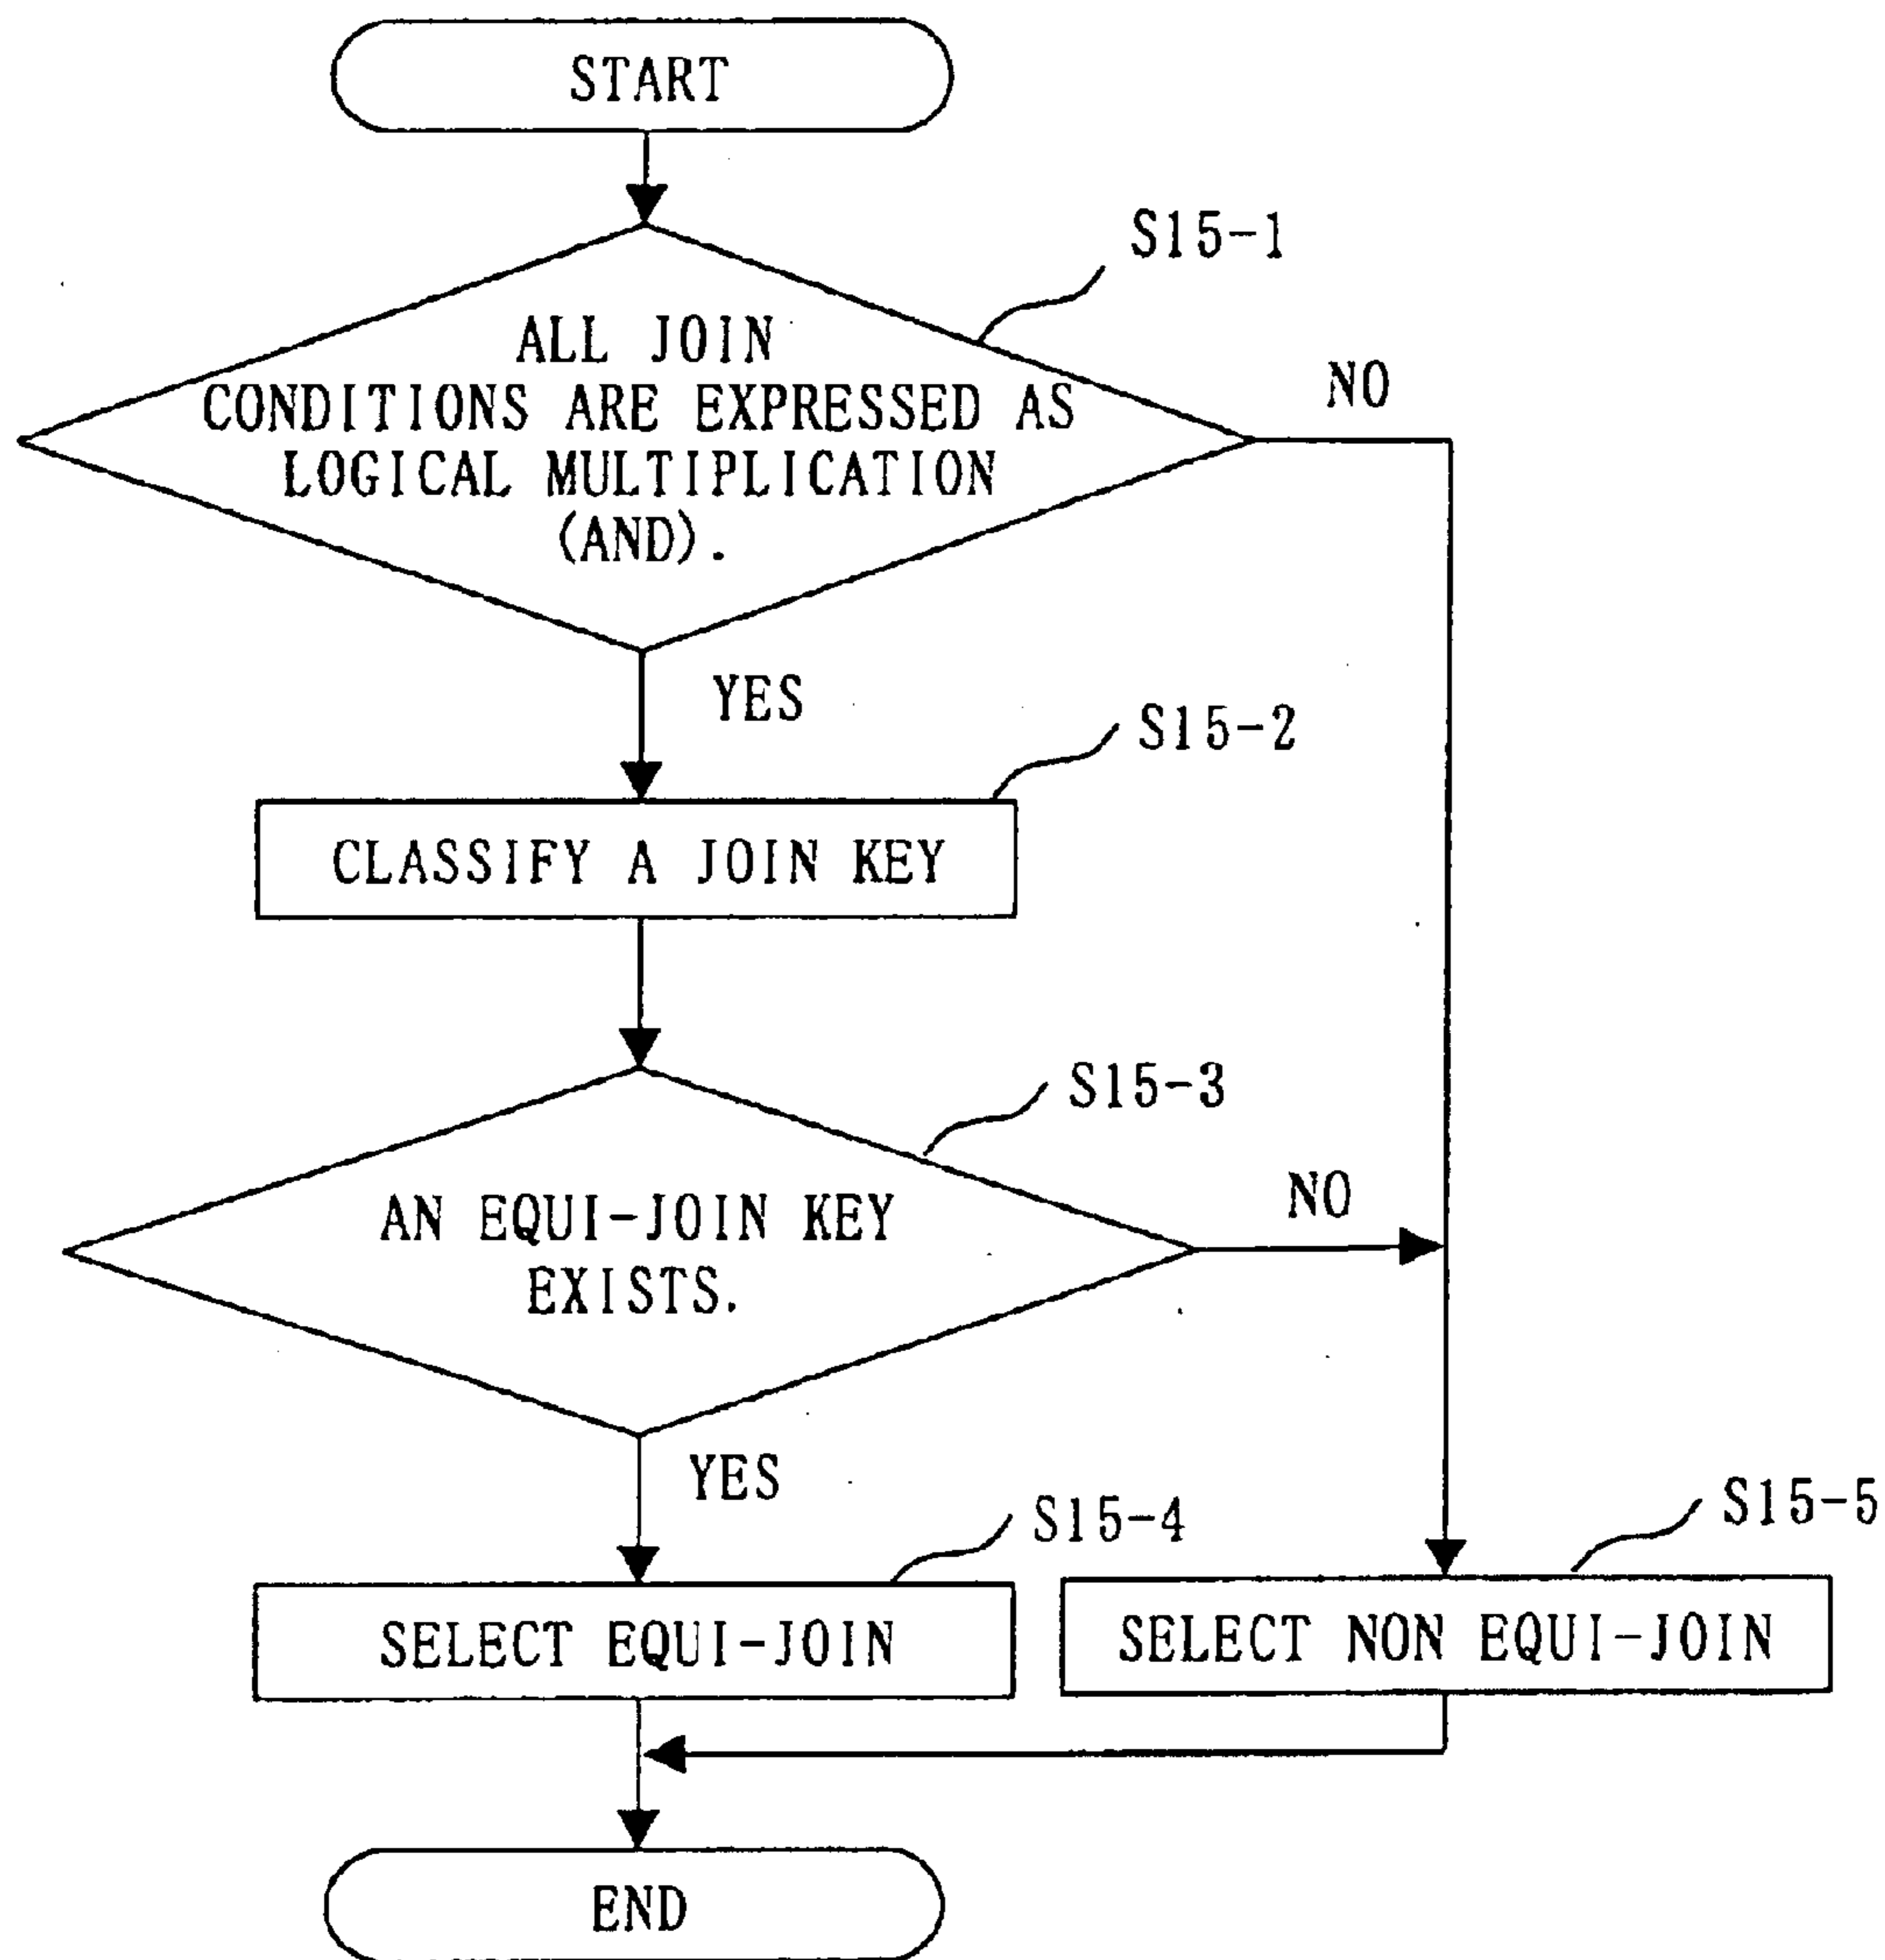 START
S15-1
ALL JOIN
CONDITIONS ARE EXPRESSED AS
LOGICAL MULTIPLICATION
(AND).
NO
YES
S15-2
CLASSIFY A JOIN KEY
S15-3
AN EQUI-JOIN KEY
EXISTS.
NO
YES
S15-4
S15-5
SELECT EQUI-JOIN
SELECT NON EQUI-JOIN
END